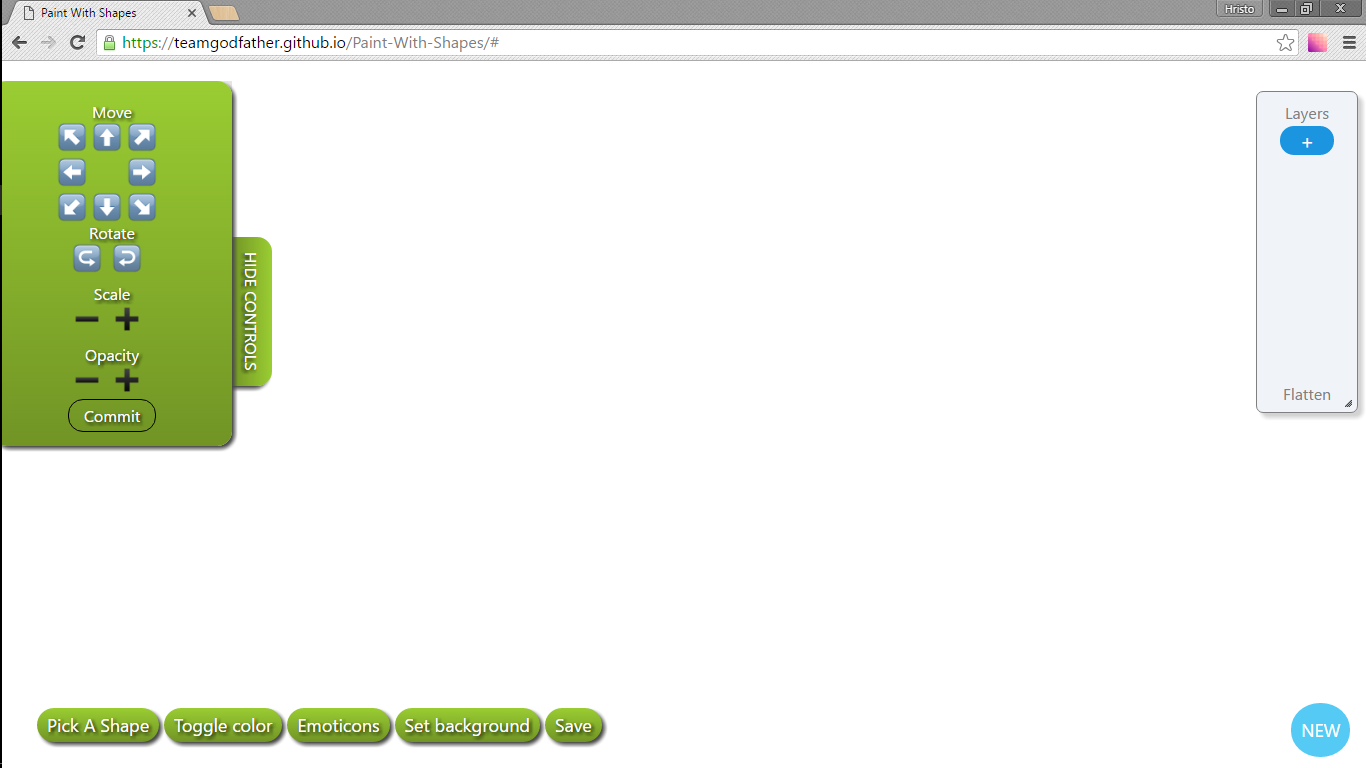 Paint With Shapes
Hristo
https://teamgodfather.github.io/Paint-With-Shapes/#
Move
Rotate
Scale
Opacity
Commit
HIDE CONTROLS
Layers
+
Flatten
Pick A Shape
Toggle color
Emoticons
Set background
Save
NEW